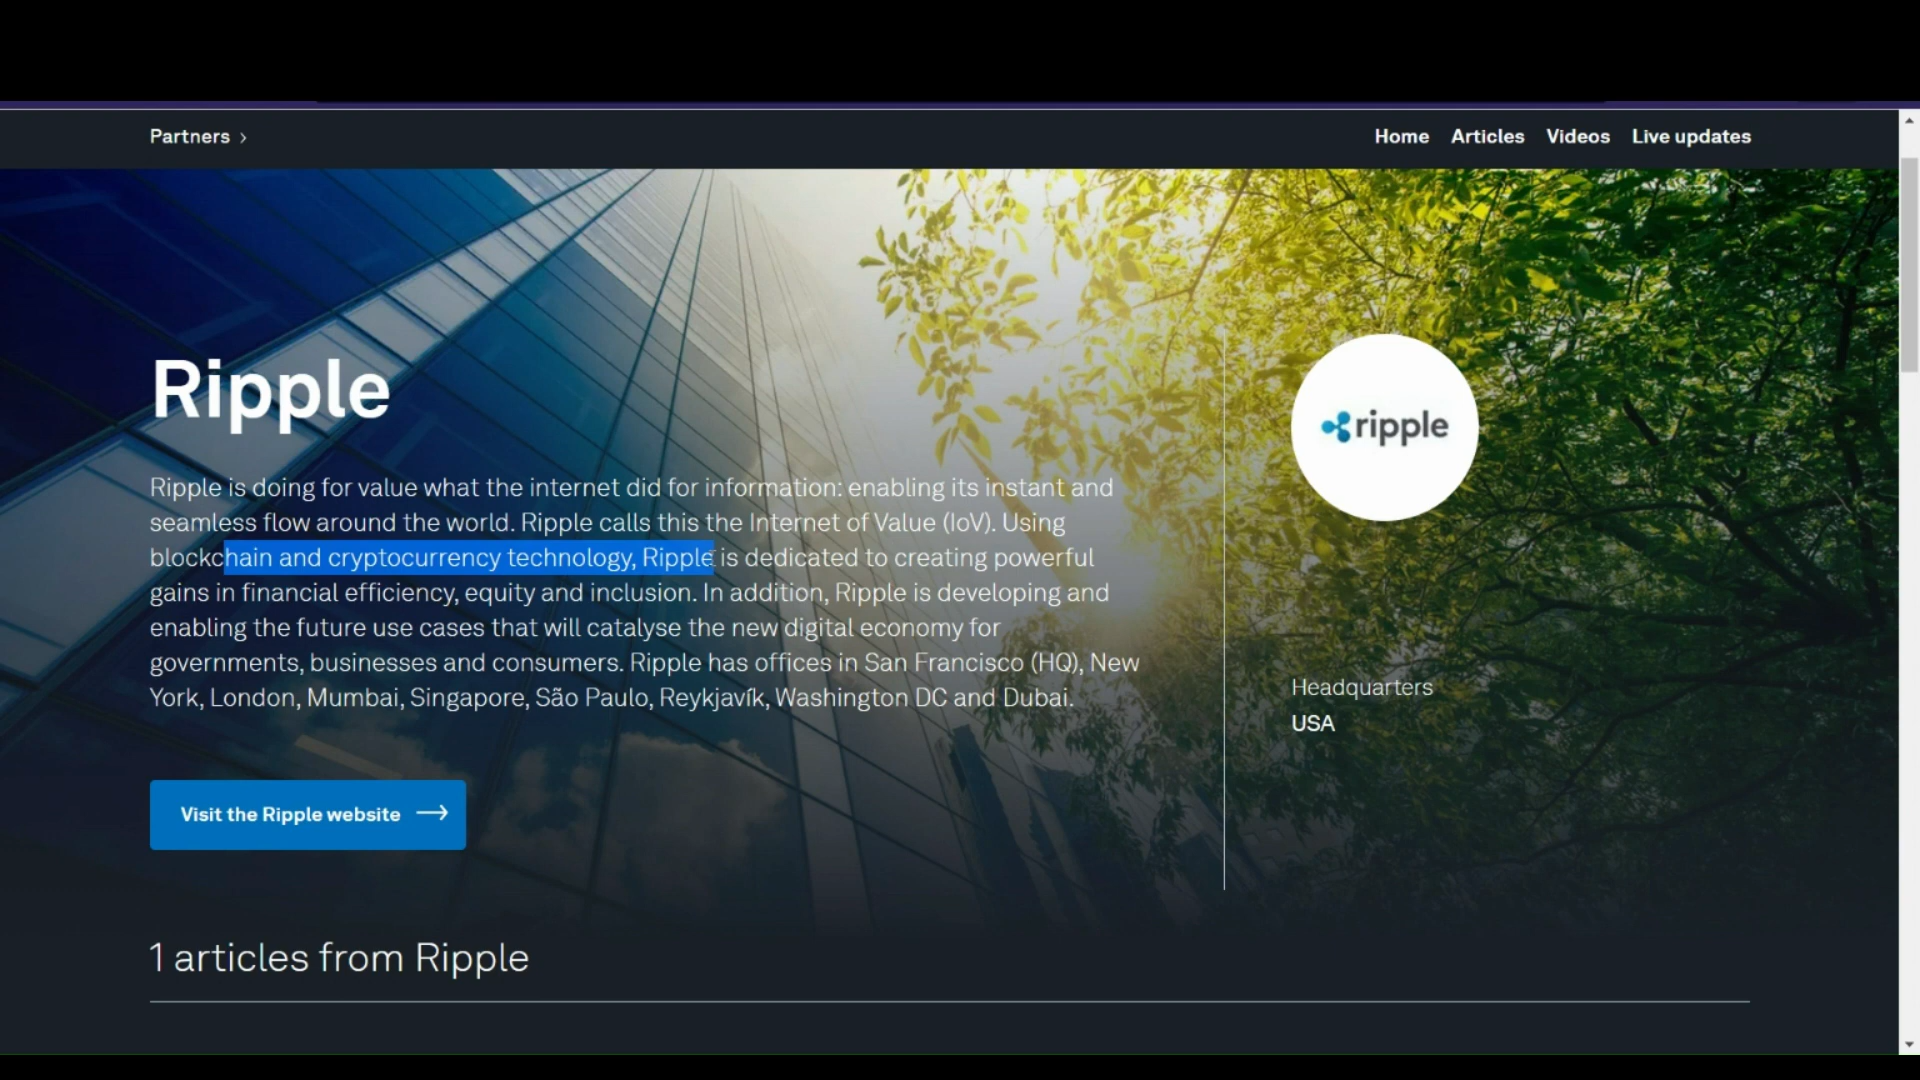 Partners >
Home Articles Videos Live updates
Ripple
Ripple is doing for value what the internet did for information: enabling its instant and
seamless flow around the world. Ripple calls this the Internet of Value (IoV). Using
blockchain and cryptocurrency technology, Ripple is dedicated to creating powerful
gains in financial efficiency, equity and inclusion. In addition, Ripple is developing and
enabling the future use cases that will catalyse the new digital economy for
governments, businesses and consumers. Ripple has offices in San Francisco (HQ), New
York, London, Mumbai, Singapore, São Paulo, Reykjavík, Washington DC and Dubai.
Visit the Ripple website →
ripple
Headquarters
USA
1 articles from Ripple